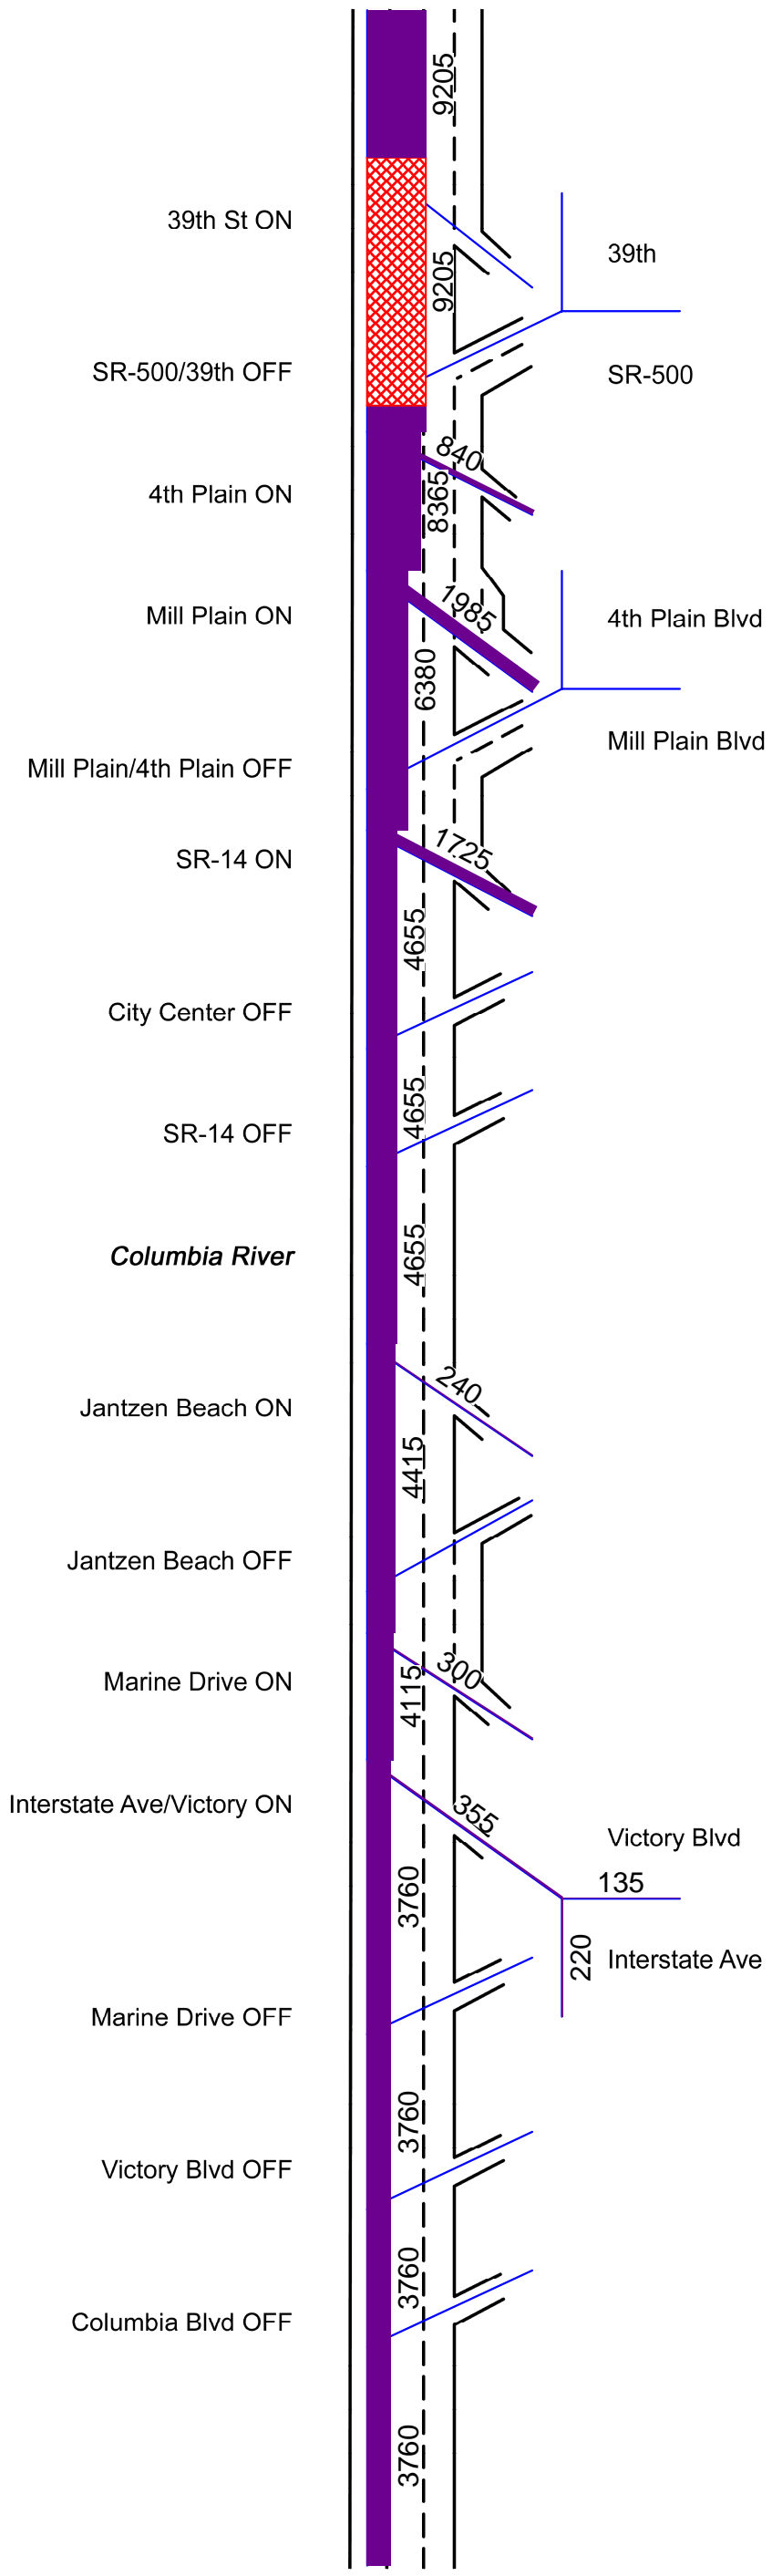 9205
39th St ON
39th
9205
SR-500/39th OFF
SR-500
840
4th Plain ON
8365
Mill Plain ON
1985
4th Plain Blvd
6380
Mill Plain Blvd
Mill Plain/4th Plain OFF
SR-14 ON
1725
4655
City Center OFF
4655
SR-14 OFF
Columbia River
4655
240
Jantzen Beach ON
4415
Jantzen Beach OFF
300
Marine Drive ON
4115
Interstate Ave/Victory ON
355
Victory Blvd
135
3760
220
Interstate Ave
Marine Drive OFF
3760
Victory Blvd OFF
3760
Columbia Blvd OFF
3760